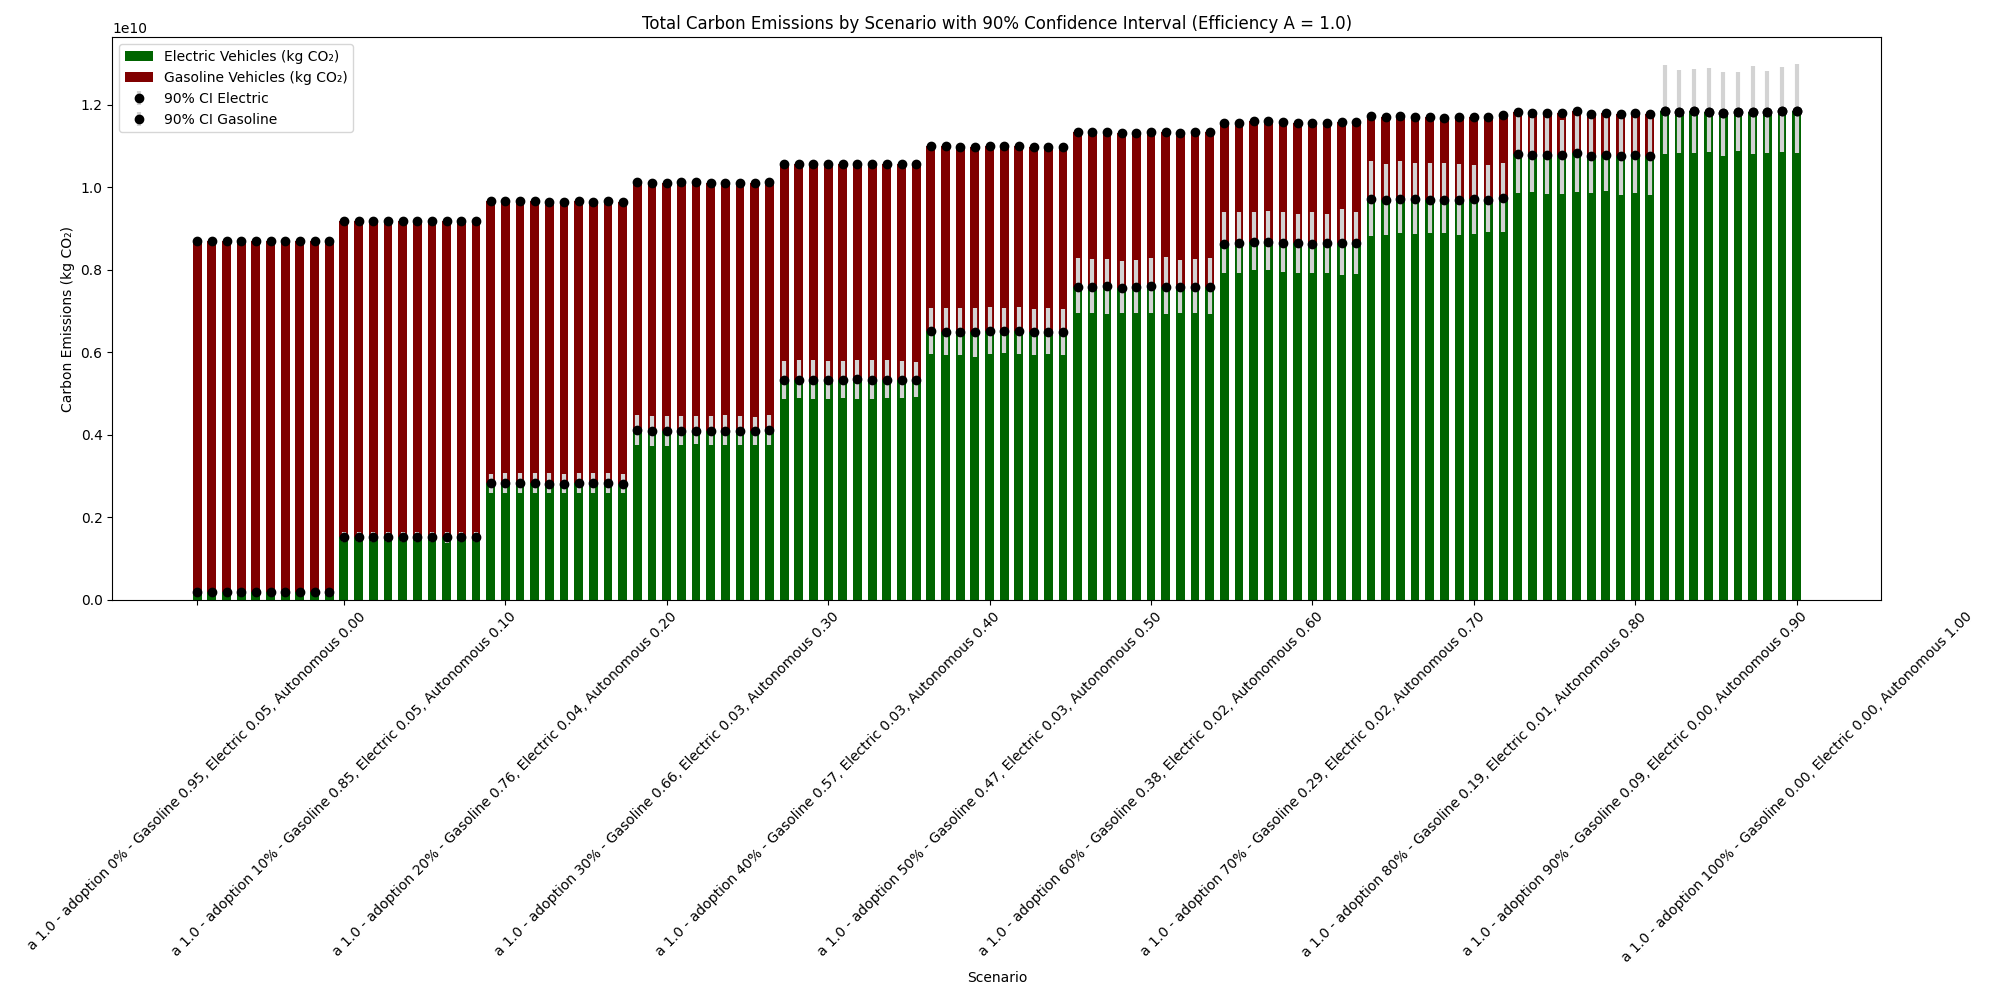 Total Carbon Emissions by Scenario with 90% Confidence Interval (Efficiency A = 1.0)
1e10
Electric Vehicles (kg CO₂)
Gasoline Vehicles (kg CO₂)
90% CI Electric
90% CI Gasoline
Carbon Emissions (kg CO₂)
1.2
1.0
0.8
0.6
0.4
0.2
0.0
a 1.0 - adoption 0% - Gasoline 0.95, Electric 0.05, Autonomous 0.00
a 1.0 - adoption 10% - Gasoline 0.85, Electric 0.05, Autonomous 0.10
a 1.0 - adoption 20% - Gasoline 0.76, Electric 0.04, Autonomous 0.20
a 1.0 - adoption 30% - Gasoline 0.66, Electric 0.03, Autonomous 0.30
a 1.0 - adoption 40% - Gasoline 0.57, Electric 0.03, Autonomous 0.40
a 1.0 - adoption 50% - Gasoline 0.47, Electric 0.03, Autonomous 0.50
a 1.0 - adoption 60% - Gasoline 0.38, Electric 0.02, Autonomous 0.60
a 1.0 - adoption 70% - Gasoline 0.29, Electric 0.02, Autonomous 0.70
a 1.0 - adoption 80% - Gasoline 0.19, Electric 0.01, Autonomous 0.80
a 1.0 - adoption 90% - Gasoline 0.09, Electric 0.00, Autonomous 0.90
a 1.0 - adoption 100% - Gasoline 0.00, Electric 0.00, Autonomous 1.00
Scenario